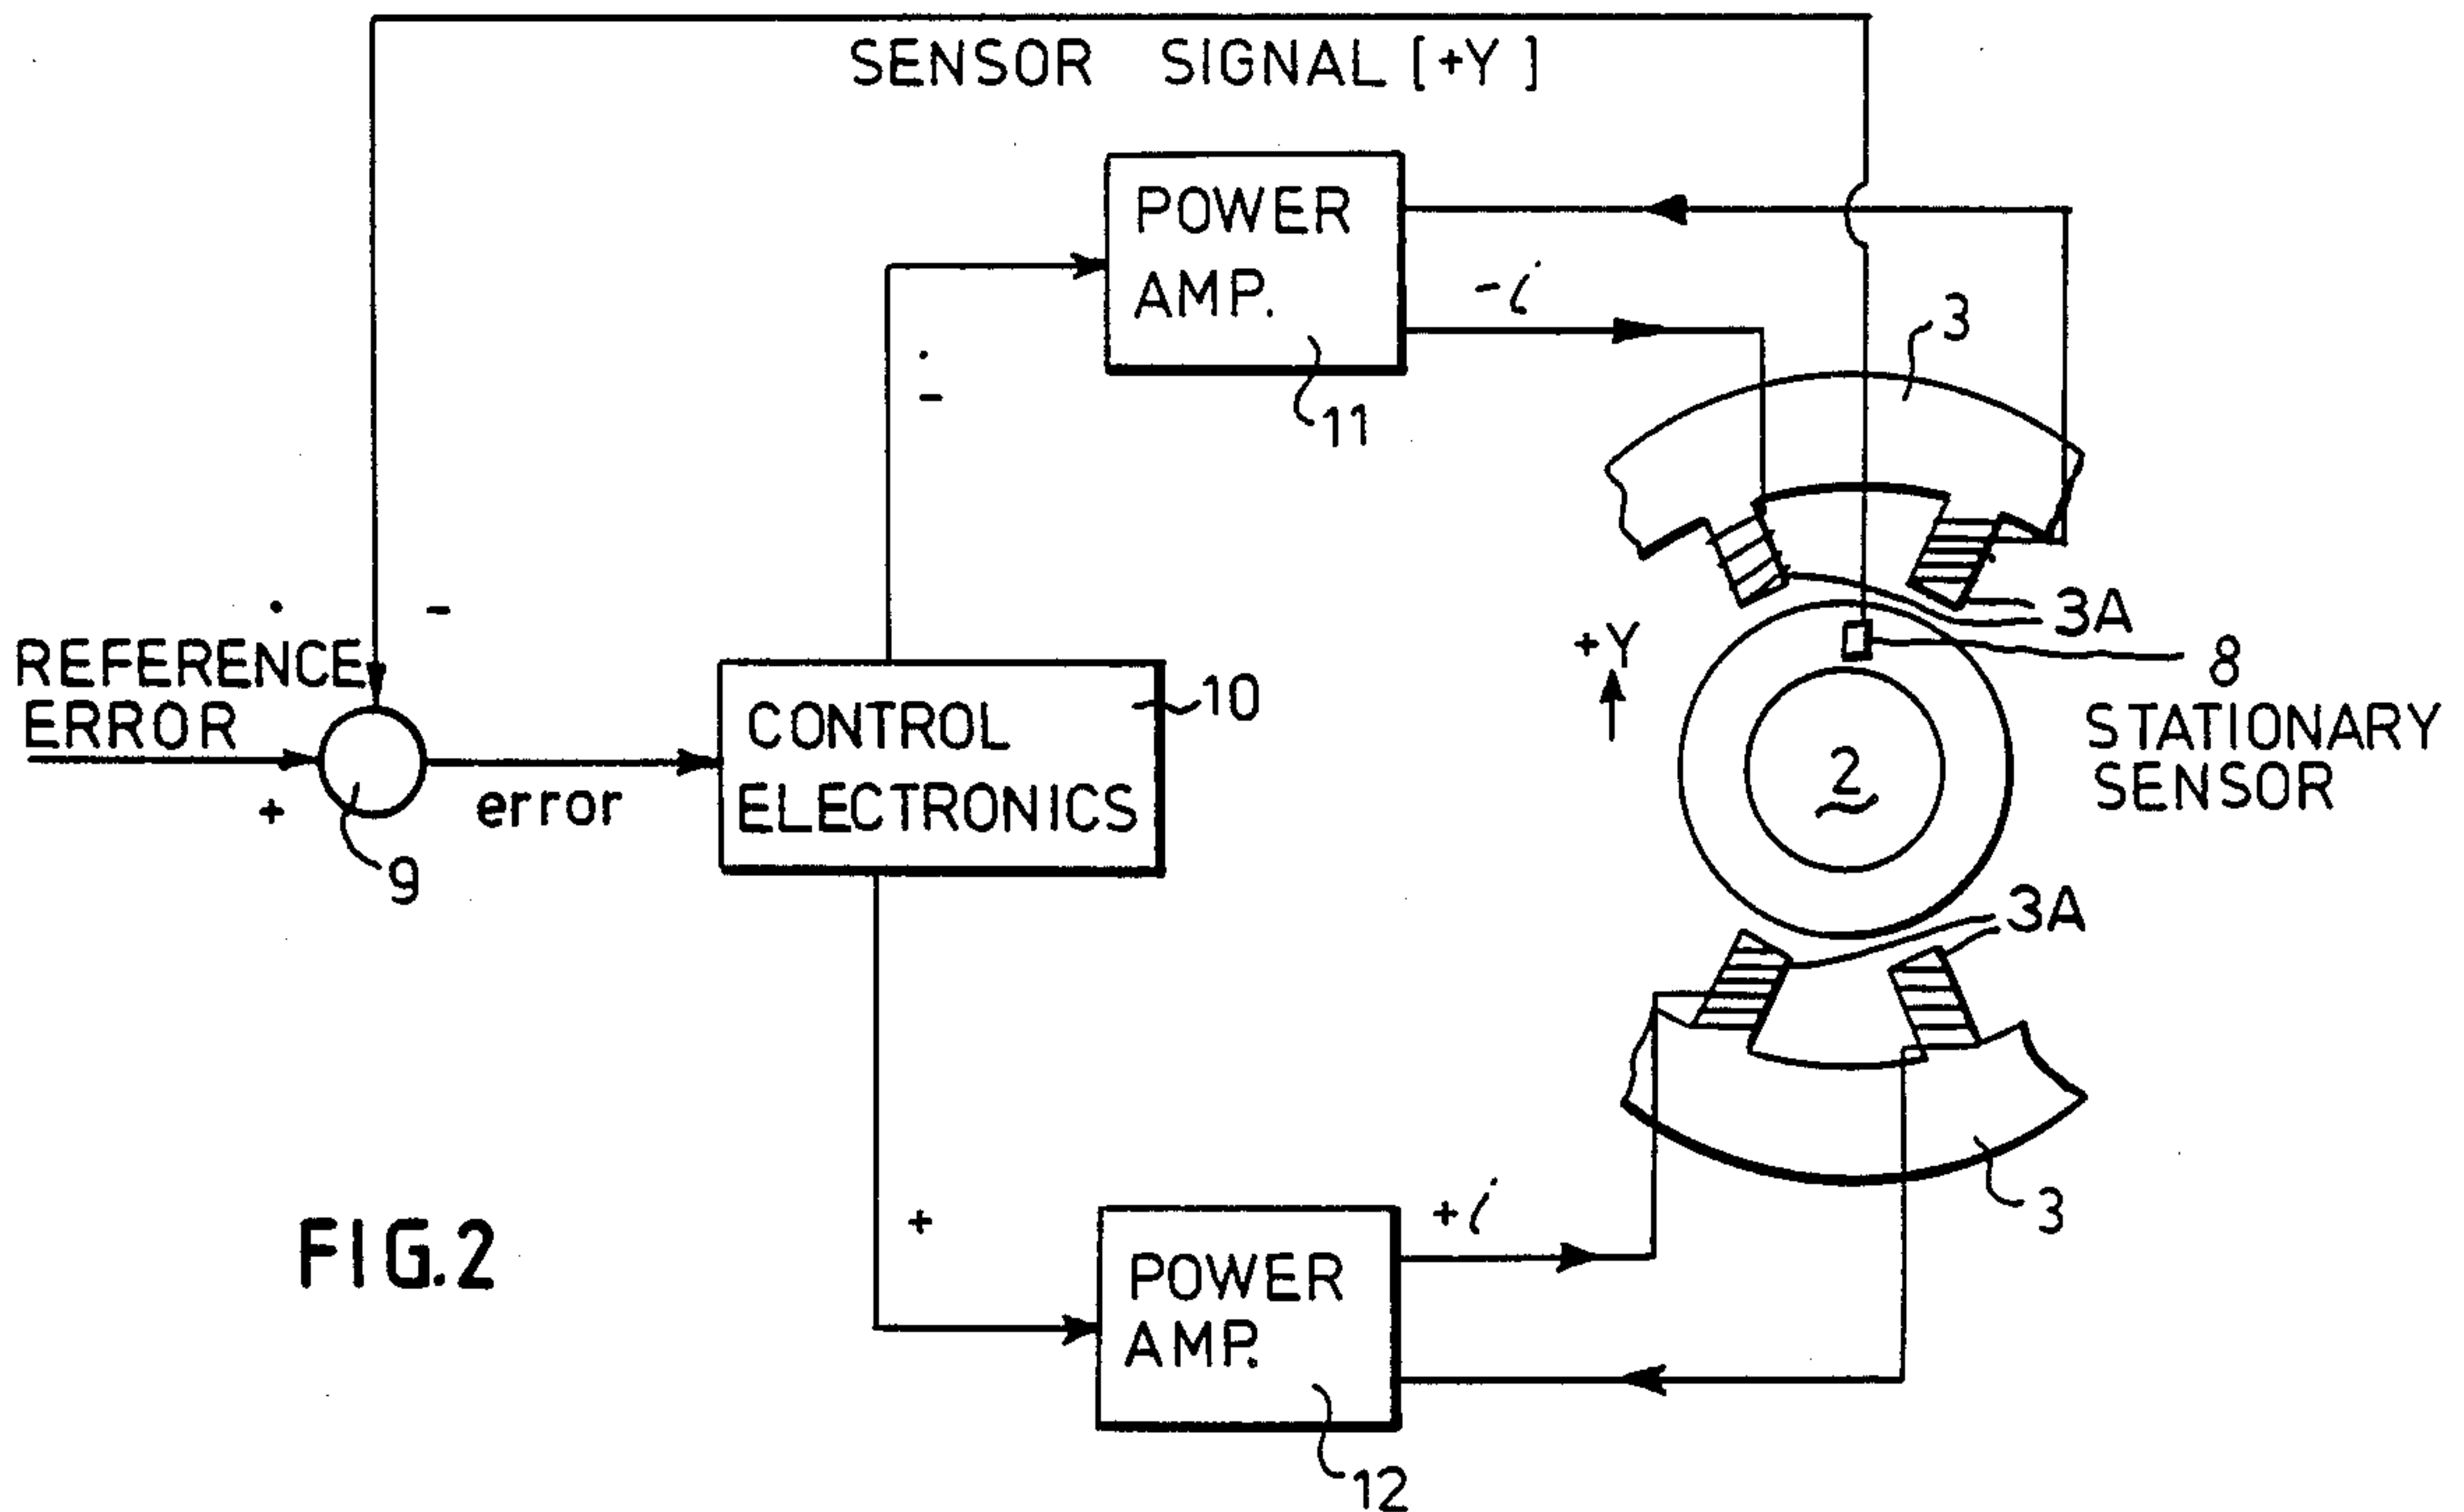 SENSOR SIGNAL [+Y]
POWER
AMP.
-i
3
11
-
-
REFERENCE
ERROR
+
9
error
CONTROL
ELECTRONICS
10
+Y
3A
8
STATIONARY
SENSOR
2
3A
3
+
+i
POWER
AMP.
12
FIG.2